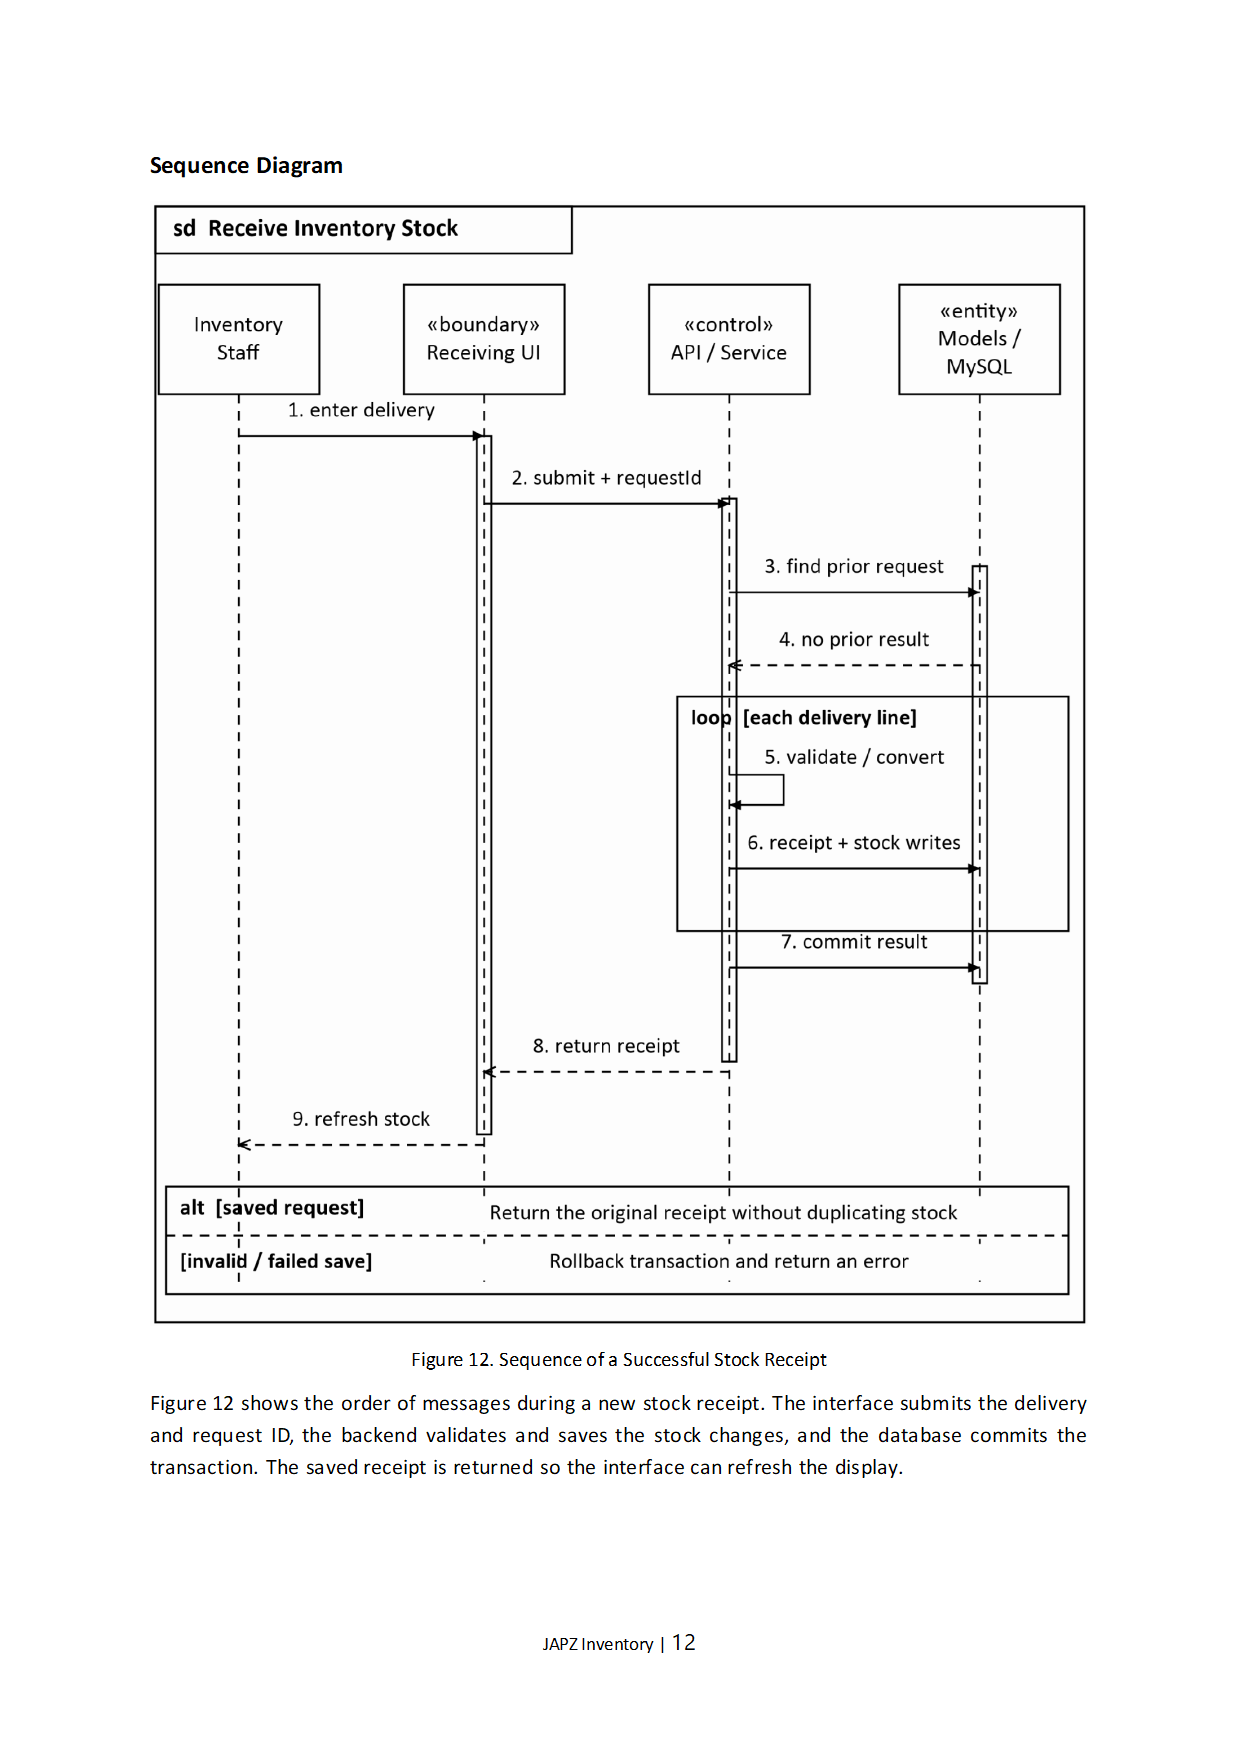 Sequence Diagram
sd  Receive Inventory Stock
Inventory
Staff
«boundary»
Receiving UI
«control»
API / Service
«entity»
Models /
MySQL
1. enter delivery
2. submit + requestId
3. find prior request
4. no prior result
loop  [each delivery line]
5. validate / convert
6. receipt + stock writes
7. commit result
8. return receipt
9. refresh stock
alt  [saved request]
Return the original receipt without duplicating stock
[invalid / failed save]
Rollback transaction and return an error
Figure 12. Sequence of a Successful Stock Receipt
Figure 12 shows the order of messages during a new stock receipt. The interface submits the delivery
and request ID, the backend validates and saves the stock changes, and the database commits the
transaction. The saved receipt is returned so the interface can refresh the display.
JAPZ Inventory | 12